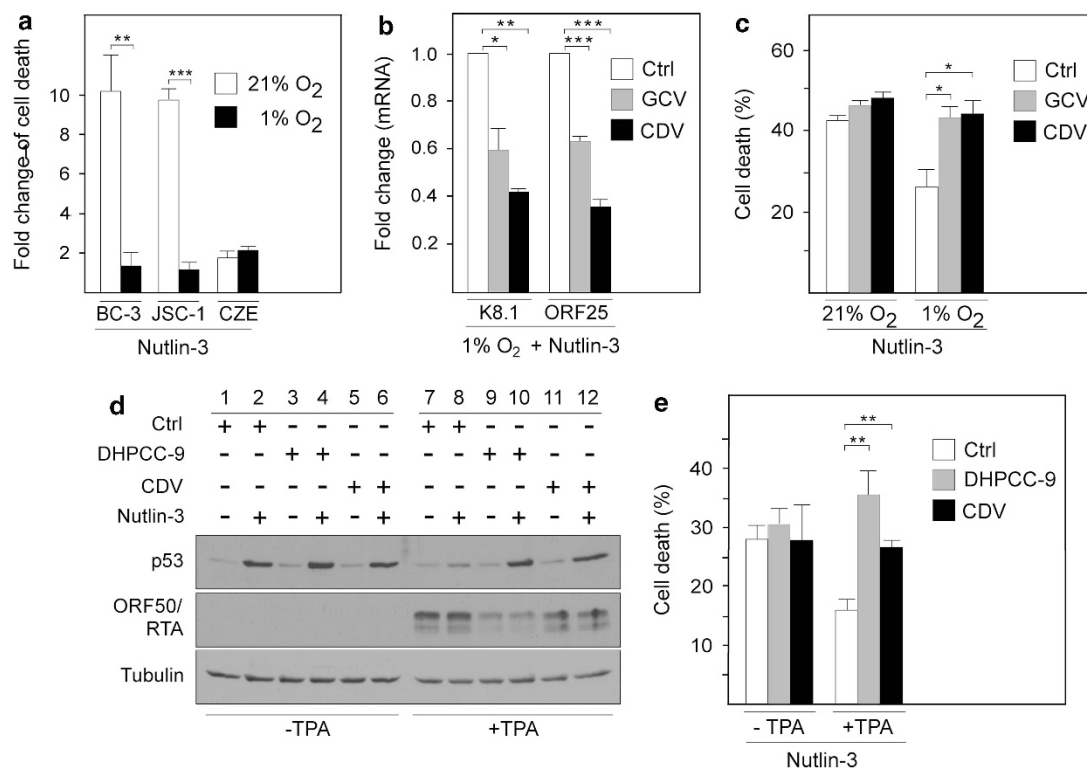 a
Fold change of cell death
10
8
6
4
2
**
***
21% O2
1% O2
BC-3 JSC-1 CZE
Nutlin-3
b
Fold change (mRNA)
1.0
0.8
0.6
0.4
0.2
**
*
***
***
Ctrl
GCV
CDV
K8.1 ORF25
1% O2 + Nutlin-3
c
Cell death (%)
60
40
20
*
*
Ctrl
GCV
CDV
21% O2 1% O2
Nutlin-3
d
1 2 3 4 5 6 7 8 9 10 11 12
Ctrl + + - - - - + + - - - -
DHPCC-9 - - + + - - - - + + - -
CDV - - - - + + - - - - + +
Nutlin-3 - + - + - + - + - + - +
p53
ORF50/
RTA
Tubulin
-TPA +TPA
e
Cell death (%)
40
30
20
10
**
**
Ctrl
DHPCC-9
CDV
- TPA +TPA
Nutlin-3